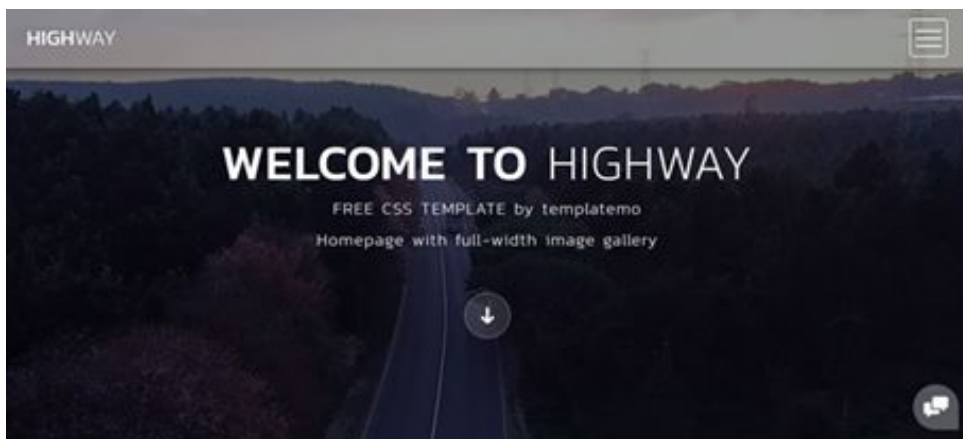 HIGHWAY
WELCOME TO HIGHWAY
FREE CSS TEMPLATE by templatemo
Homepage with full-width image gallery